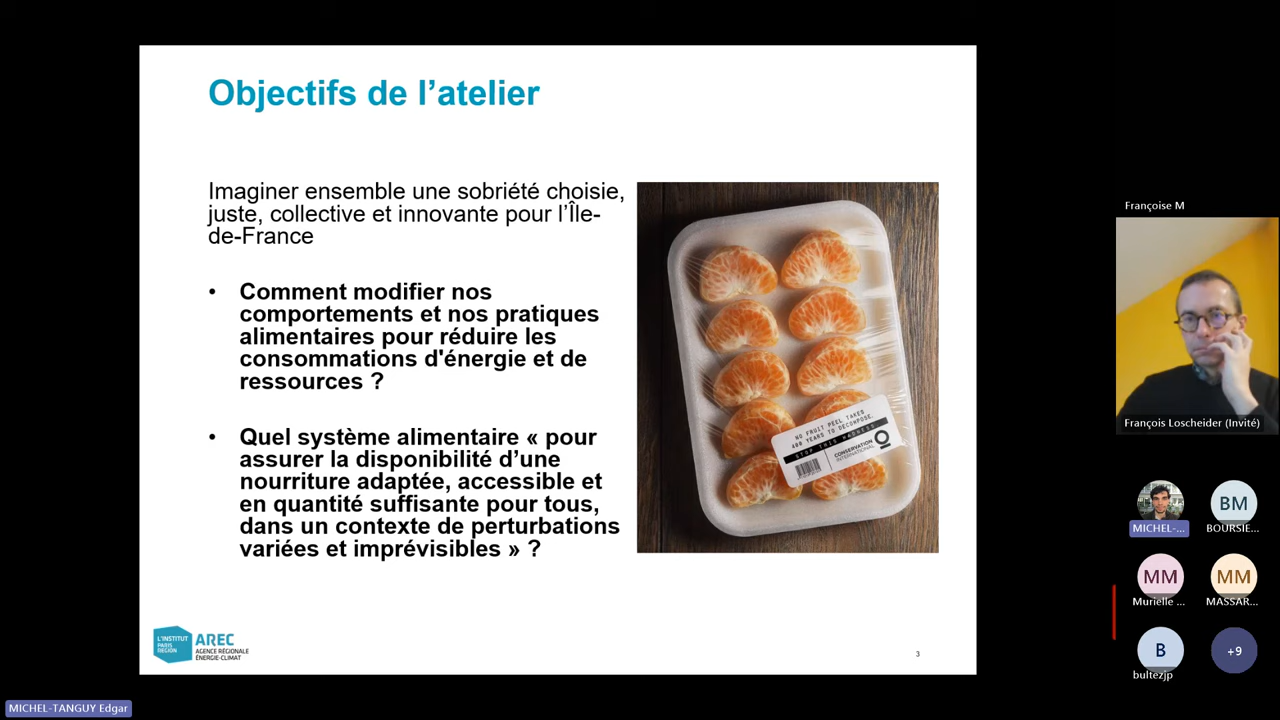 Objectifs de l’atelier
Imaginer ensemble une sobriété choisie,
juste, collective et innovante pour l’Île-
de-France
• Comment modifier nos
comportements et nos pratiques
alimentaires pour réduire les
consommations d'énergie et de
ressources ?
• Quel système alimentaire « pour
assurer la disponibilité d’une
nourriture adaptée, accessible et
en quantité suffisante pour tous,
dans un contexte de perturbations
variées et imprévisibles » ?
NO FRUIT PEEL TAKES
400 YEARS TO DECOMPOSE.
STOP THIS MADNESS
CONSERVATION
INTERNATIONAL
L'INSTITUT
PARIS
REGION
AREC
AGENCE RÉGIONALE
ÉNERGIE-CLIMAT
3
Françoise M
François Loscheider (Invité)
MICHEL-...
BM
BOURSIE...
MM
Murielle ...
MM
MASSAR...
B
bultezjp
+9
MICHEL-TANGUY Edgar